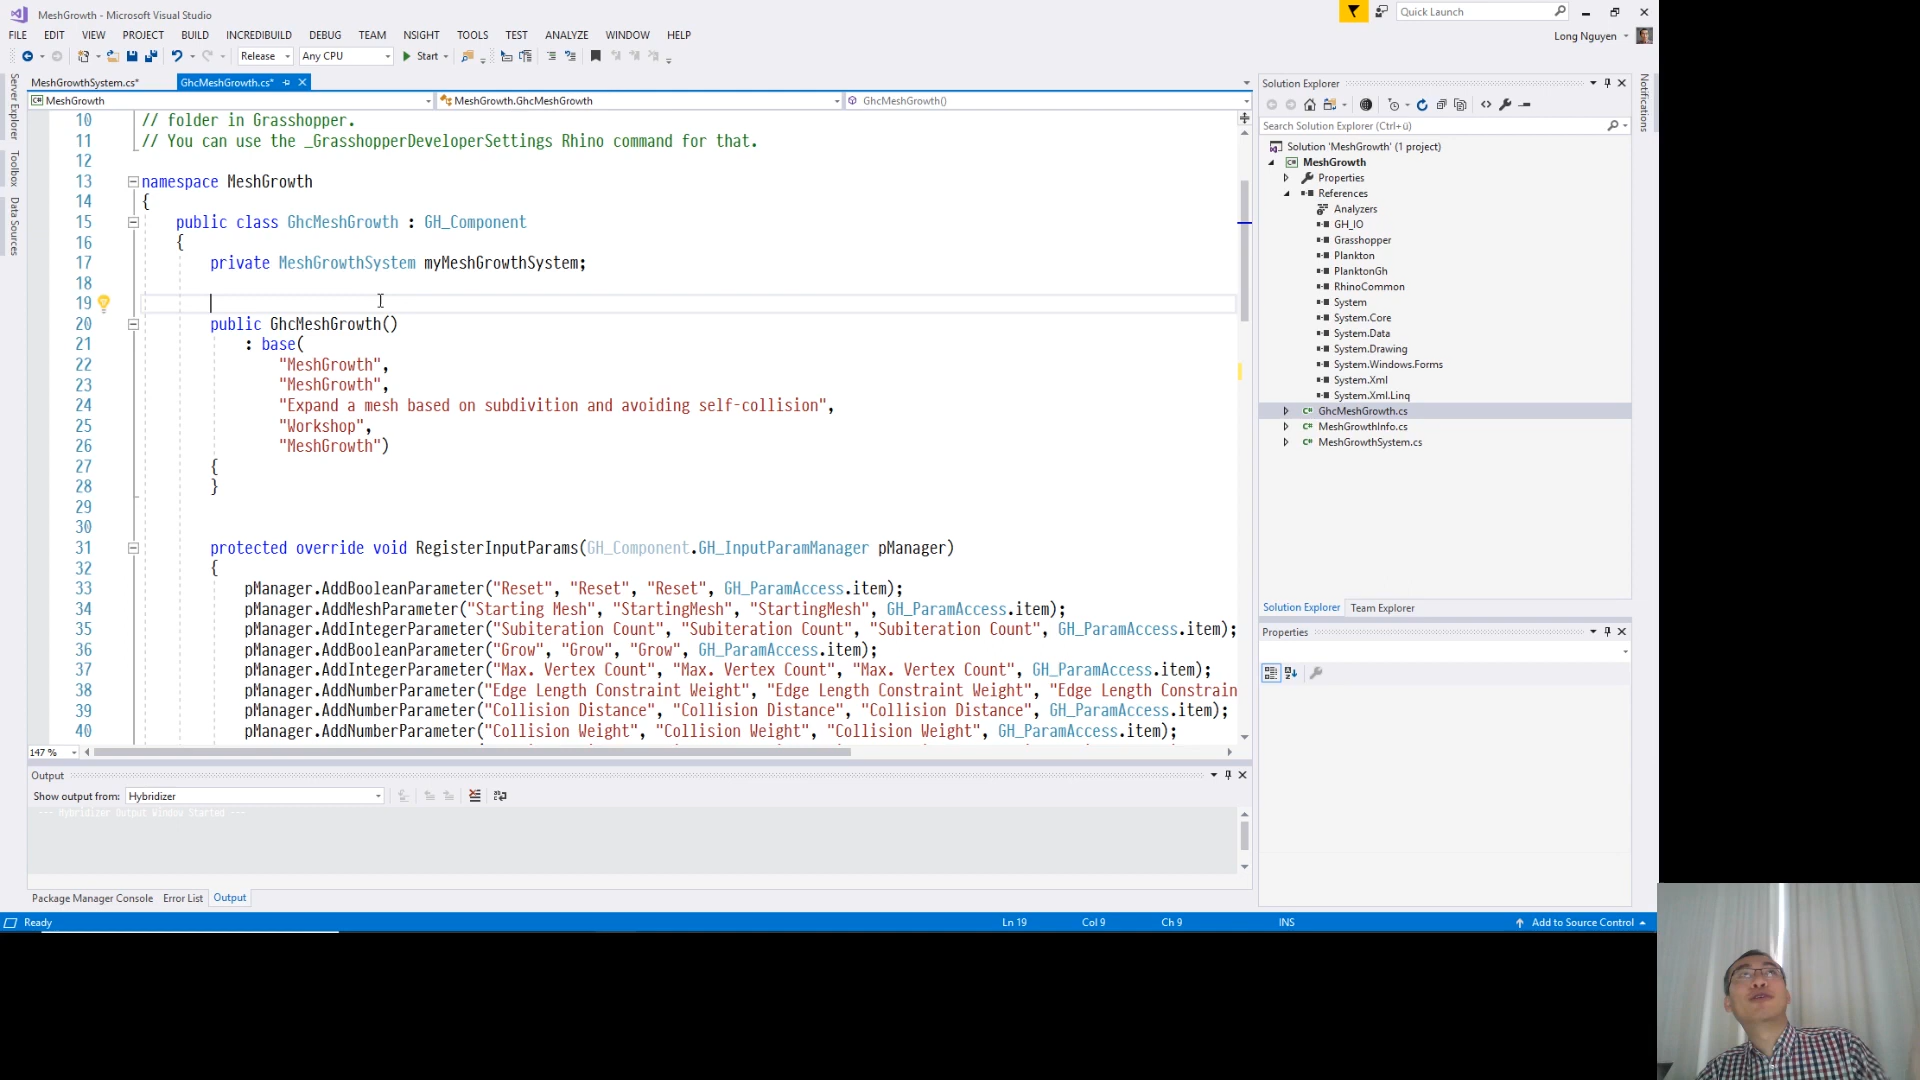 MeshGrowth - Microsoft Visual Studio
Quick Launch
FILE EDIT VIEW PROJECT BUILD INCREDIBUILD DEBUG TEAM NSIGHT TOOLS TEST ANALYZE WINDOW HELP
Long Nguyen
Release Any CPU Start
MeshGrowthSystem.cs* GhcMeshGrowth.cs*
MeshGrowth MeshGrowth.GhcMeshGrowth GhcMeshGrowth()
Server Explorer
Toolbox
Data Sources
10 // folder in Grasshopper.
11 // You can use the _GrasshopperDeveloperSettings Rhino command for that.
12
13 namespace MeshGrowth
14 {
15 public class GhcMeshGrowth : GH_Component
16 {
17 private MeshGrowthSystem myMeshGrowthSystem;
18
19
20 public GhcMeshGrowth()
21 : base(
22 "MeshGrowth",
23 "MeshGrowth",
24 "Expand a mesh based on subdivition and avoiding self-collision",
25 "Workshop",
26 "MeshGrowth")
27 {
28 }
29
30
31 protected override void RegisterInputParams(GH_Component.GH_InputParamManager pManager)
32 {
33 pManager.AddBooleanParameter("Reset", "Reset", "Reset", GH_ParamAccess.item);
34 pManager.AddMeshParameter("Starting Mesh", "StartingMesh", "StartingMesh", GH_ParamAccess.item);
35 pManager.AddIntegerParameter("Subiteration Count", "Subiteration Count", "Subiteration Count", GH_ParamAccess.item);
36 pManager.AddBooleanParameter("Grow", "Grow", "Grow", GH_ParamAccess.item);
37 pManager.AddIntegerParameter("Max. Vertex Count", "Max. Vertex Count", "Max. Vertex Count", GH_ParamAccess.item);
38 pManager.AddNumberParameter("Edge Length Constraint Weight", "Edge Length Constraint Weight", "Edge Length Constrain
39 pManager.AddNumberParameter("Collision Distance", "Collision Distance", "Collision Distance", GH_ParamAccess.item);
40 pManager.AddNumberParameter("Collision Weight", "Collision Weight", "Collision Weight", GH_ParamAccess.item);
147 %
Output
Show output from: Hybridizer
--- Hybridizer Output Window Started ---
Package Manager Console Error List Output
Ready Ln 19 Col 9 Ch 9 INS Add to Source Control
Solution Explorer
Search Solution Explorer (Ctrl+ü)
Solution 'MeshGrowth' (1 project)
MeshGrowth
Properties
References
Analyzers
GH_IO
Grasshopper
Plankton
PlanktonGh
RhinoCommon
System
System.Core
System.Data
System.Drawing
System.Windows.Forms
System.Xml
System.Xml.Linq
GhcMeshGrowth.cs
MeshGrowthInfo.cs
MeshGrowthSystem.cs
Solution Explorer Team Explorer
Properties
Notifications